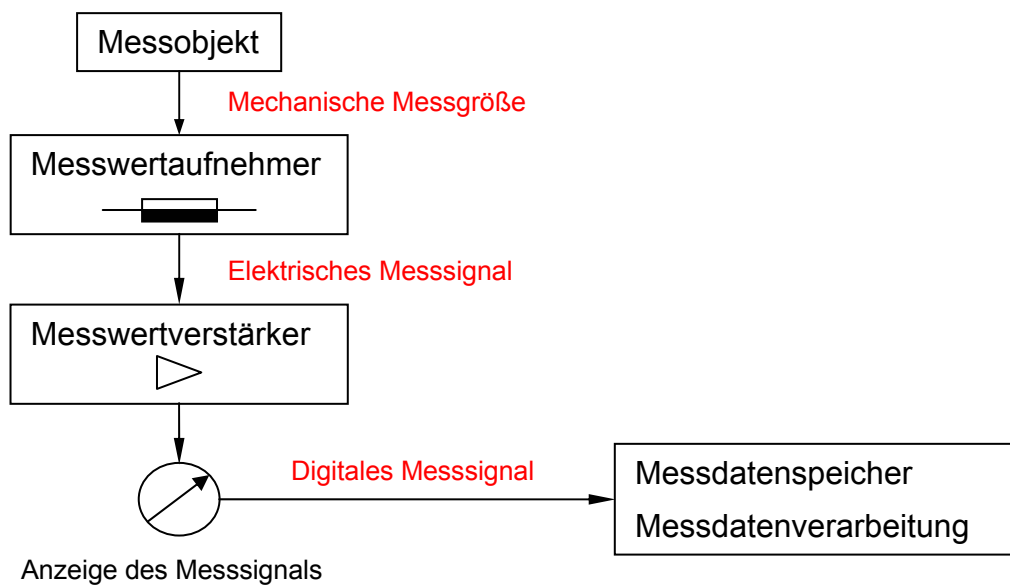 Messobjekt
Mechanische Messgröße
Messwertaufnehmer
Elektrisches Messsignal
Messwertverstärker
Digitales Messsignal
Messdatenspeicher
Messdatenverarbeitung
Anzeige des Messsignals